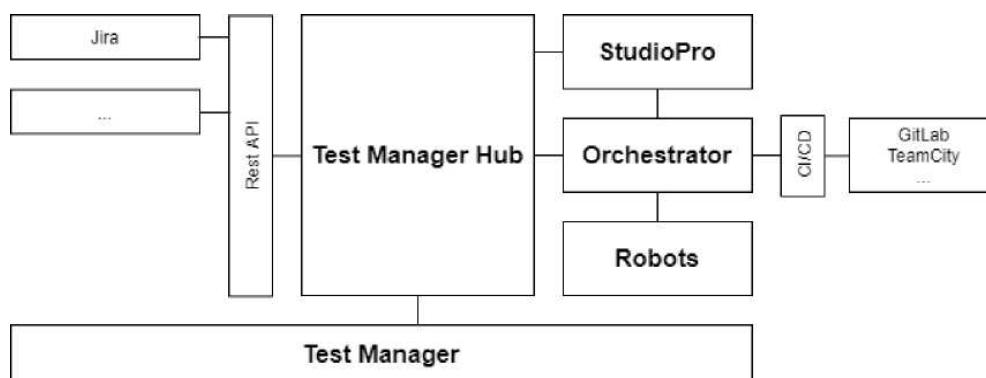 Jira
...
Rest API
Test Manager Hub
StudioPro
Orchestrator
Robots
CI/CD
GitLab
TeamCity
...
Test Manager